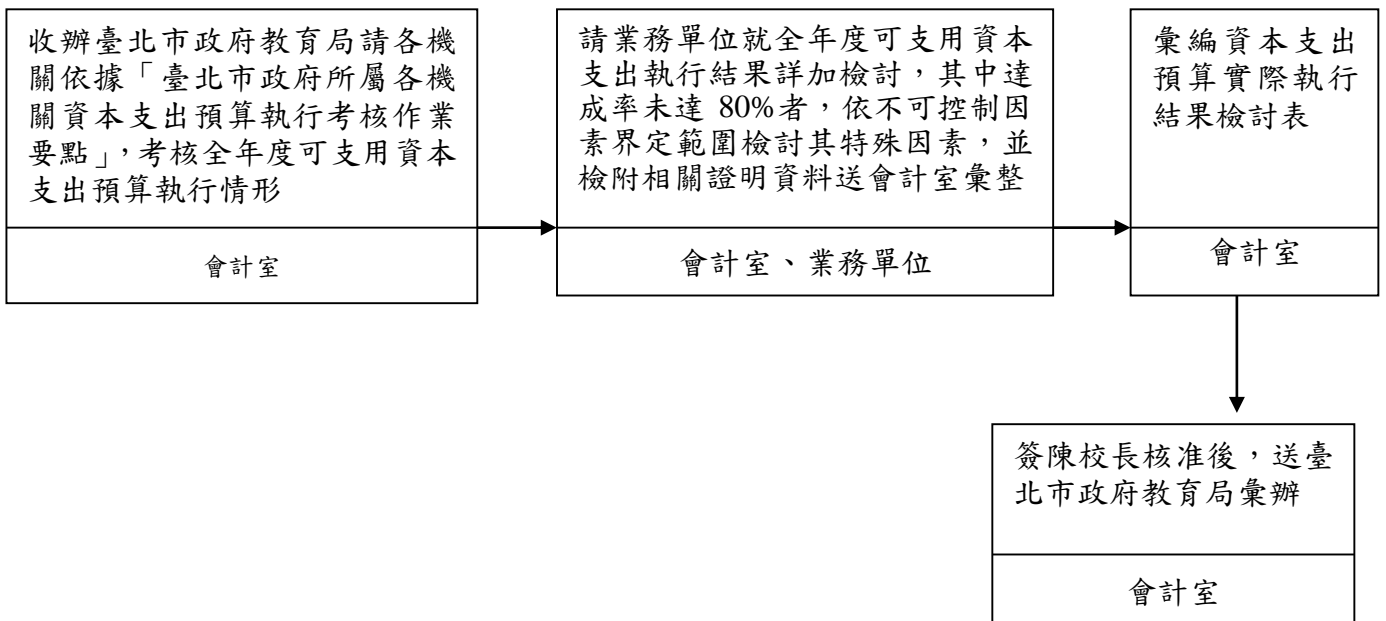 收辦臺北市政府教育局請各機
關依據「臺北市政府所屬各機
關資本支出預算執行考核作業
要點」，考核全年度可支用資本
支出預算執行情形
會計室
請業務單位就全年度可支用資本
支出執行結果詳加檢討，其中達
成率未達 80%者，依不可控制因
素界定範圍檢討其特殊因素，並
檢附相關證明資料送會計室彙整
會計室、業務單位
彙編資本支出
預算實際執行
結果檢討表
會計室
簽陳校長核准後，送臺
北市政府教育局彙辦
會計室